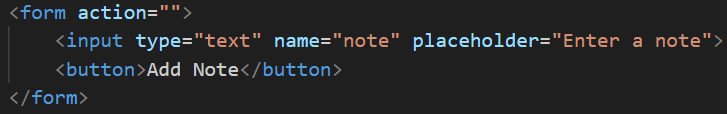 <form action="">
    <input type="text" name="note" placeholder="Enter a note">
    <button>Add Note</button>
</form>